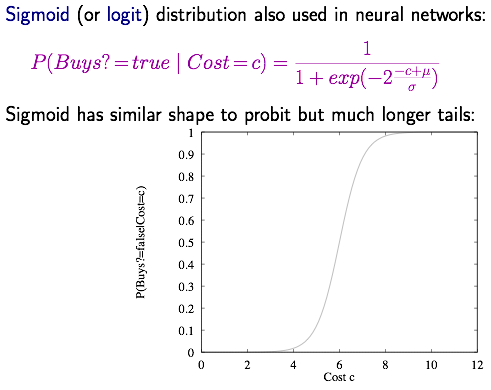 Sigmoid (or logit) distribution also used in neural networks:
P(Buys? = true | Cost = c) = 1 / (1 + exp(−2 (−c+μ)/σ))
Sigmoid has similar shape to probit but much longer tails:
P(Buys?=false|Cost=c)
1
0.9
0.8
0.7
0.6
0.5
0.4
0.3
0.2
0.1
0
0 2 4 6 8 10 12
Cost c